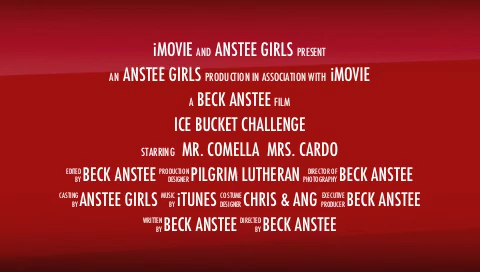 iMOVIE AND ANSTEE GIRLS PRESENT
AN ANSTEE GIRLS PRODUCTION IN ASSOCIATION WITH iMOVIE
A BECK ANSTEE FILM
ICE BUCKET CHALLENGE
STARRING MR. COMELLA MRS. CARDO
EDITED BY BECK ANSTEE PRODUCTION DESIGNER PILGRIM LUTHERAN DIRECTOR OF PHOTOGRAPHY BECK ANSTEE
CASTING BY ANSTEE GIRLS MUSIC BY iTUNES COSTUME DESIGNER CHRIS & ANG EXECUTIVE PRODUCER BECK ANSTEE
WRITTEN BY BECK ANSTEE DIRECTED BY BECK ANSTEE